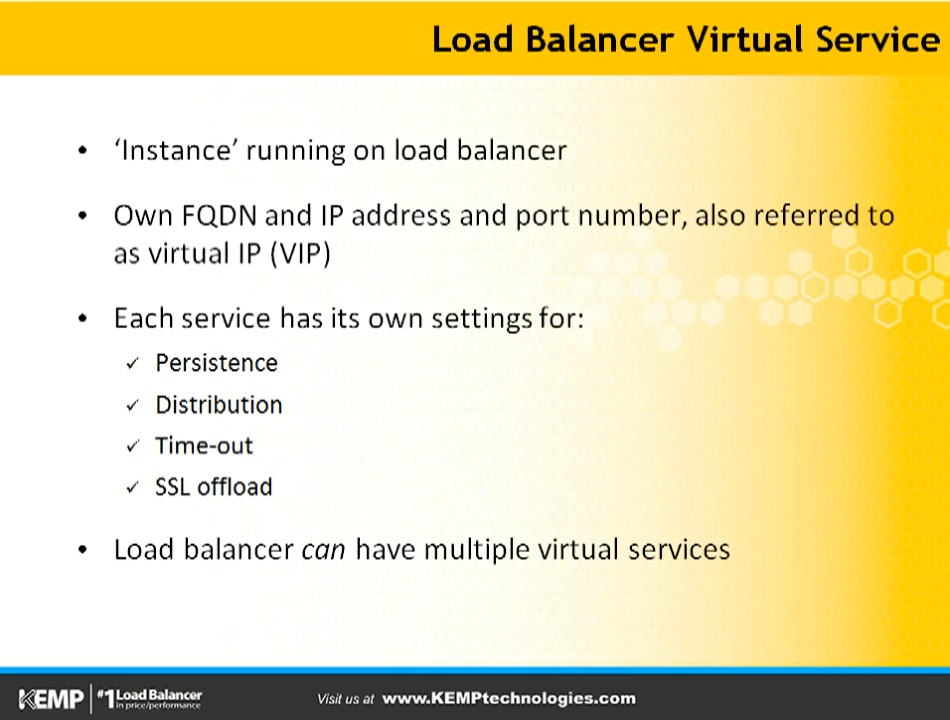 Load Balancer Virtual Service
• ‘Instance’ running on load balancer
• Own FQDN and IP address and port number, also referred to
as virtual IP (VIP)
• Each service has its own settings for:
✓ Persistence
✓ Distribution
✓ Time-out
✓ SSL offload
• Load balancer can have multiple virtual services
KEMP #1 Load Balancer
in price/performance
Visit us at www.KEMPtechnologies.com